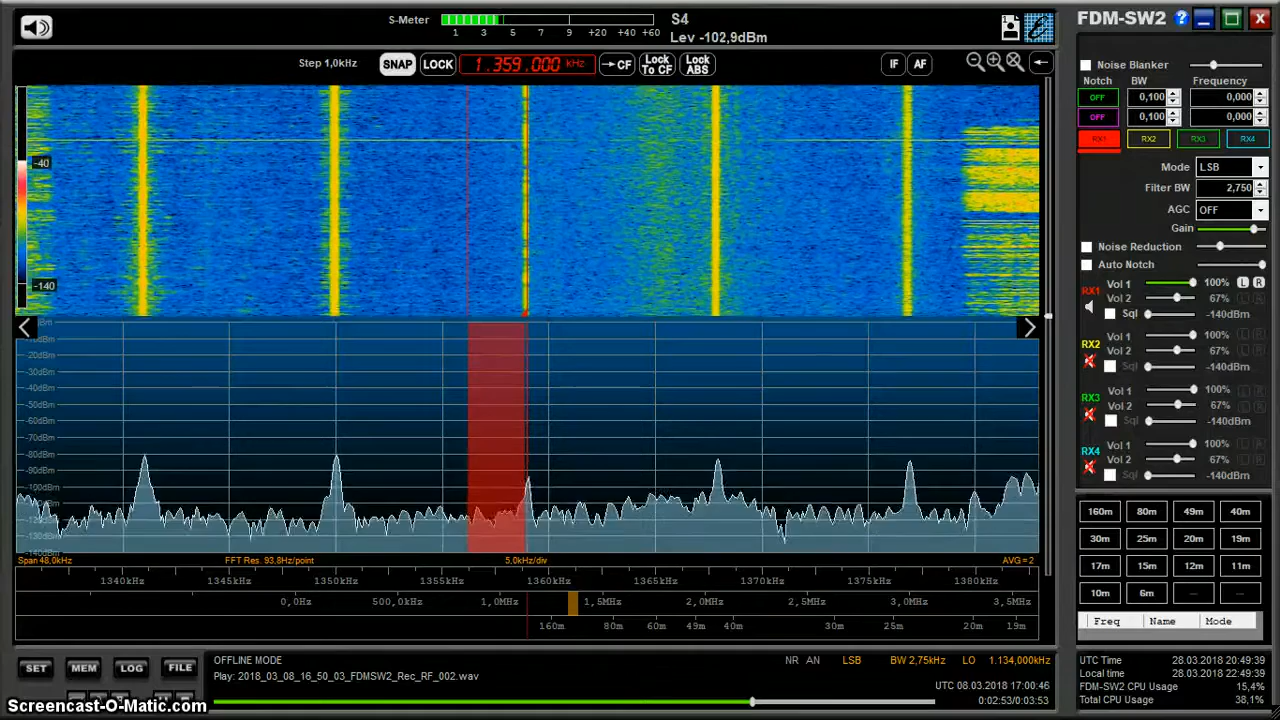 S-Meter
1 3 5 7 9 +20 +40 +60
S4
Lev -102,9dBm
FDM-SW2
?
X
Step 1,0kHz
SNAP
LOCK
1.359.000 kHz
→CF
Lock To CF
Lock ABS
IF
AF
Noise Blanker
Notch BW Frequency
OFF 0,100 0,000
OFF 0,100 0,000
RX1 RX2 RX3 RX4
Mode LSB
Filter BW 2,750
AGC OFF
Gain
Noise Reduction
Auto Notch
RX1 Vol 1 100% L R
Vol 2 67%
Sql -140dBm
RX2 Vol 1 100%
Vol 2 67%
Sql -140dBm
RX3 Vol 1 100%
Vol 2 67%
Sql -140dBm
RX4 Vol 1 100%
Vol 2 67%
Sql -140dBm
-40
-140
-20dBm
-30dBm
-40dBm
-50dBm
-60dBm
-70dBm
-80dBm
-90dBm
-100dBm
-110dBm
-120dBm
-130dBm
Span 48,0kHz FFT Res. 93,8Hz/point 5,0kHz/div AVG=2
1340kHz 1345kHz 1350kHz 1355kHz 1360kHz 1365kHz 1370kHz 1375kHz 1380kHz
0,0Hz 500,0kHz 1,0MHz 1,5MHz 2,0MHz 2,5MHz 3,0MHz 3,5MHz
160m 80m 60m 49m 40m 30m 25m 20m 19m
160m 80m 49m 40m
30m 25m 20m 19m
17m 15m 12m 11m
10m 6m --- ---
Freq Name Mode
SET MEM LOG FILE
OFFLINE MODE
NR AN LSB BW 2,75kHz LO 1.134,000kHz
Play: 2018_03_08_16_50_03_FDMSW2_Rec_RF_002.wav
UTC 08.03.2018 17:00:46
0:02:53/0:03:53
UTC Time 28.03.2018 20:49:39
Local time 28.03.2018 22:49:39
FDM-SW2 CPU Usage 15,4%
Total CPU Usage 38,1%
Screencast-O-Matic.com